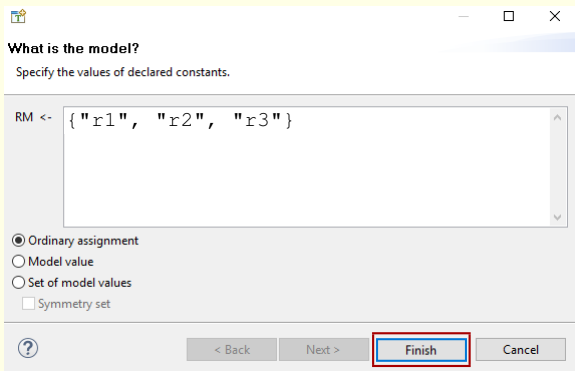 What is the model?
Specify the values of declared constants.
RM <- {"r1", "r2", "r3"}
Ordinary assignment
Model value
Set of model values
Symmetry set
? < Back Next > Finish Cancel